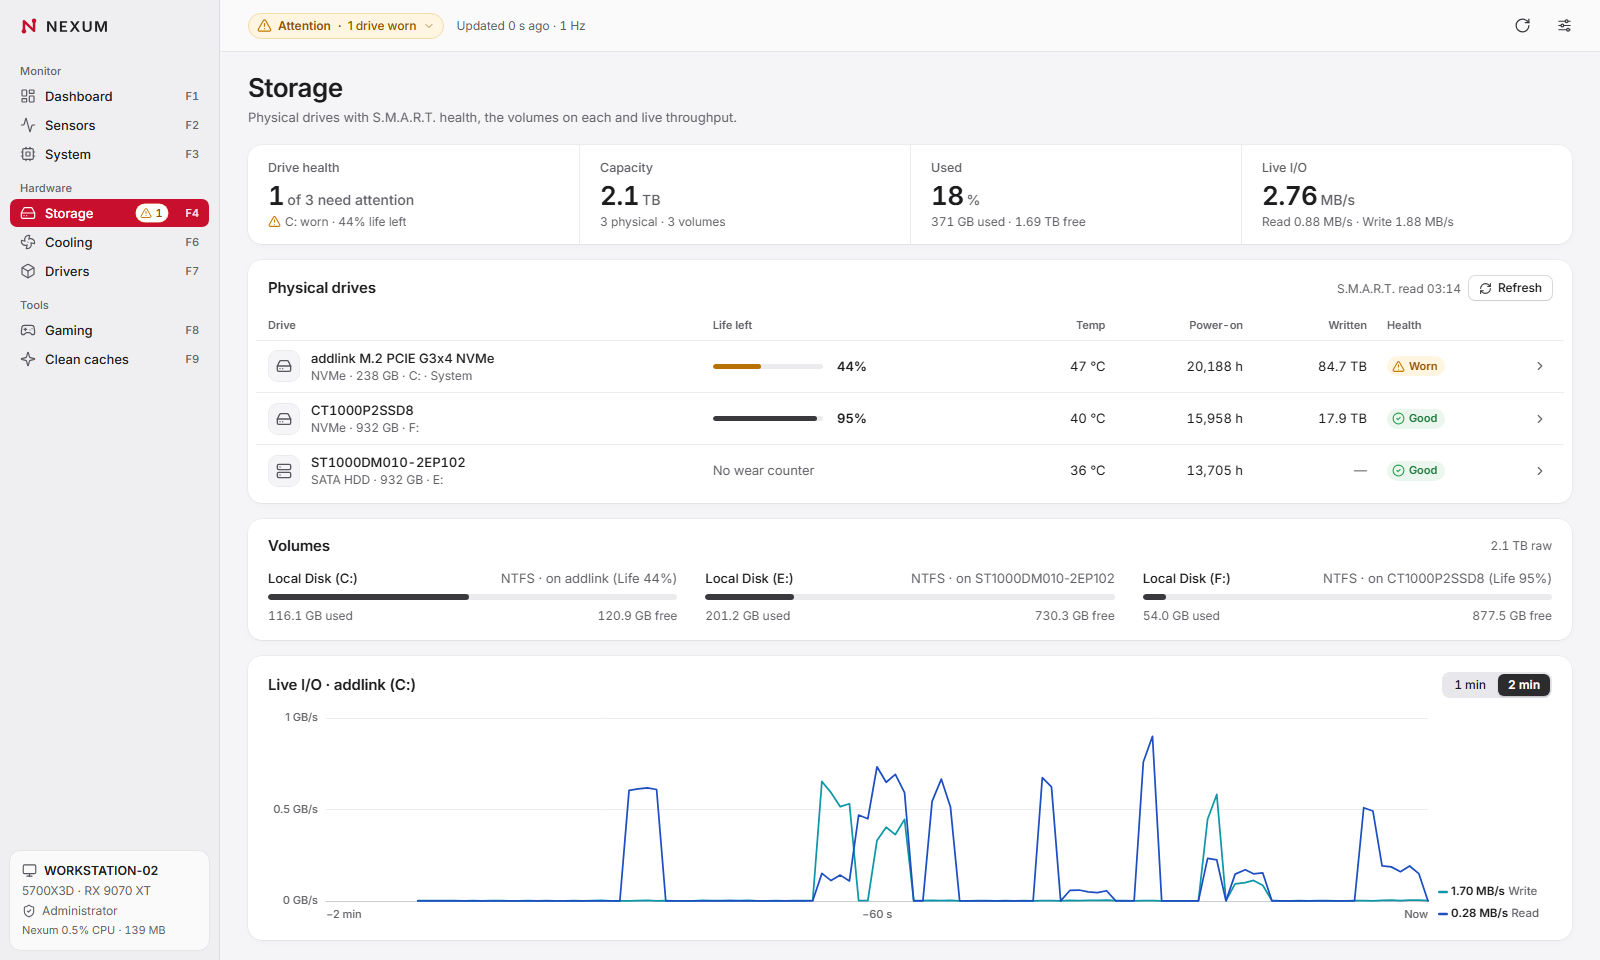 NEXUM
Monitor
Dashboard F1
Sensors F2
System F3
Hardware
Storage 1 F4
Cooling F6
Drivers F7
Tools
Gaming F8
Clean caches F9
WORKSTATION-02
5700X3D · RX 9070 XT
Administrator
Nexum 0.5% CPU · 139 MB
Attention · 1 drive worn Updated 0 s ago · 1 Hz
Storage
Physical drives with S.M.A.R.T. health, the volumes on each and live throughput.
Drive health
1 of 3 need attention
C: worn · 44% life left
Capacity
2.1 TB
3 physical · 3 volumes
Used
18 %
371 GB used · 1.69 TB free
Live I/O
2.76 MB/s
Read 0.88 MB/s · Write 1.88 MB/s
Physical drives S.M.A.R.T. read 03:14 Refresh
Drive Life left Temp Power-on Written Health
addlink M.2 PCIE G3x4 NVMe 44% 47 °C 20,188 h 84.7 TB Worn
NVMe · 238 GB · C: · System
CT1000P2SSD8 95% 40 °C 15,958 h 17.9 TB Good
NVMe · 932 GB · F:
ST1000DM010-2EP102 No wear counter 36 °C 13,705 h — Good
SATA HDD · 932 GB · E:
Volumes 2.1 TB raw
Local Disk (C:) NTFS · on addlink (Life 44%)
116.1 GB used 120.9 GB free
Local Disk (E:) NTFS · on ST1000DM010-2EP102
201.2 GB used 730.3 GB free
Local Disk (F:) NTFS · on CT1000P2SSD8 (Life 95%)
54.0 GB used 877.5 GB free
Live I/O · addlink (C:) 1 min 2 min
1 GB/s
0.5 GB/s
0 GB/s
−2 min −60 s Now
1.70 MB/s Write
0.28 MB/s Read